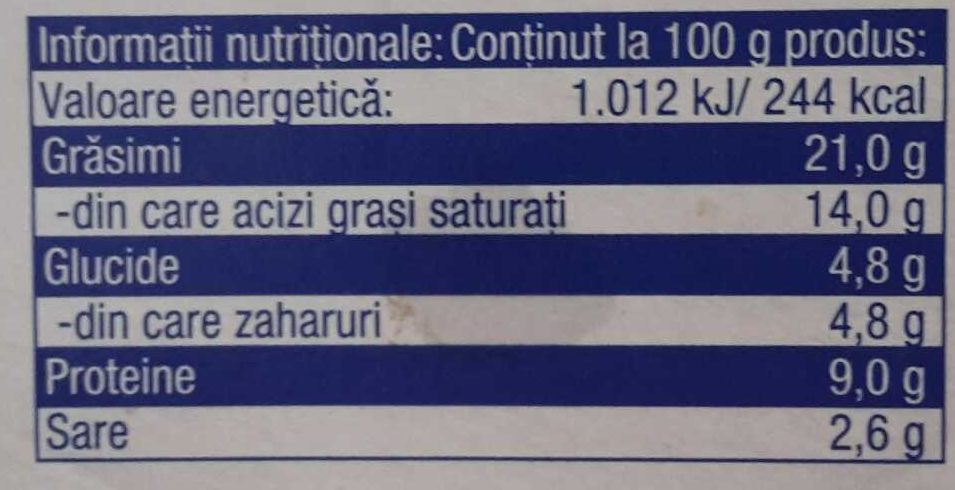 Informații nutriționale: Conținut la 100 g produs:
Valoare energetică: 1.012 kJ/ 244 kcal
Grăsimi 21,0 g
-din care acizi grași saturați 14,0 g
Glucide 4,8 g
-din care zaharuri 4,8 g
Proteine 9,0 g
Sare 2,6 g